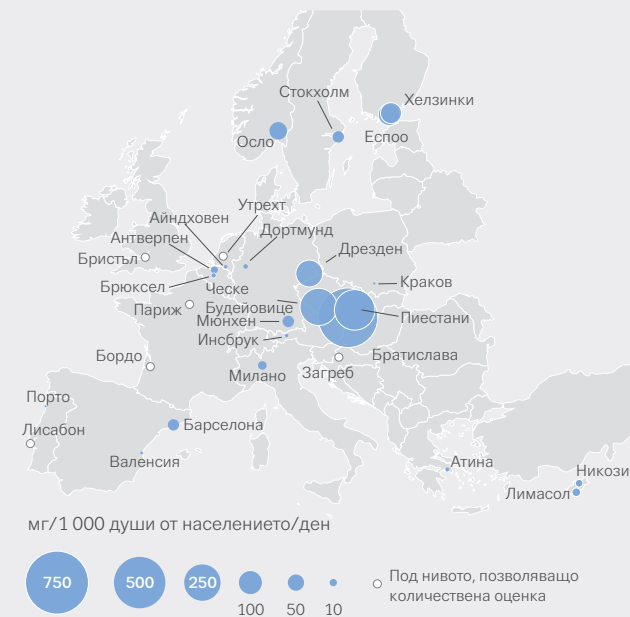 Стокхолм
Хелзинки
Осло
Еспоо
Утрехт
Айндховен
Антверпен
Дортмунд
Дрезден
Бристъл
Брюксел
Ческе
Будейовице
Краков
Париж
Мюнхен
Пиестани
Инсбрук
Братислава
Бордо
Милано
Загреб
Порто
Лисабон
Барселона
Валенсия
Атина
Никози
Лимасол
мг/1 000 души от населението/ден
750
500
250
100
50
10
Под нивото, позволяващо
количествена оценка